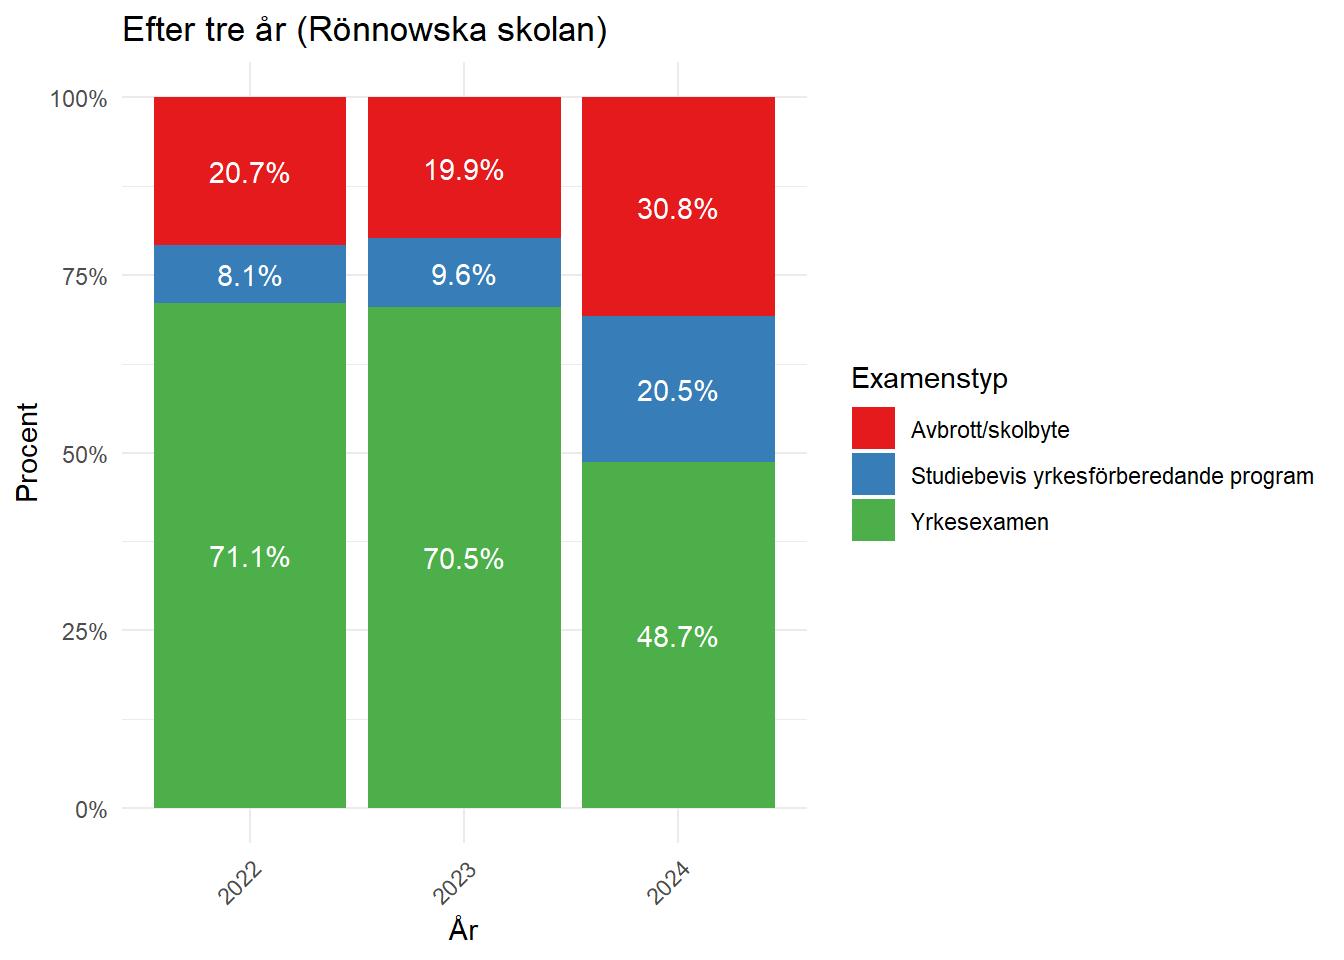 Efter tre år (Rönnowska skolan)
100%
75%
50%
25%
0%
Procent
20.7%
19.9%
30.8%
8.1%
9.6%
20.5%
71.1%
70.5%
48.7%
2022
2023
2024
År
Examenstyp
Avbrott/skolbyte
Studiebevis yrkesförberedande program
Yrkesexamen